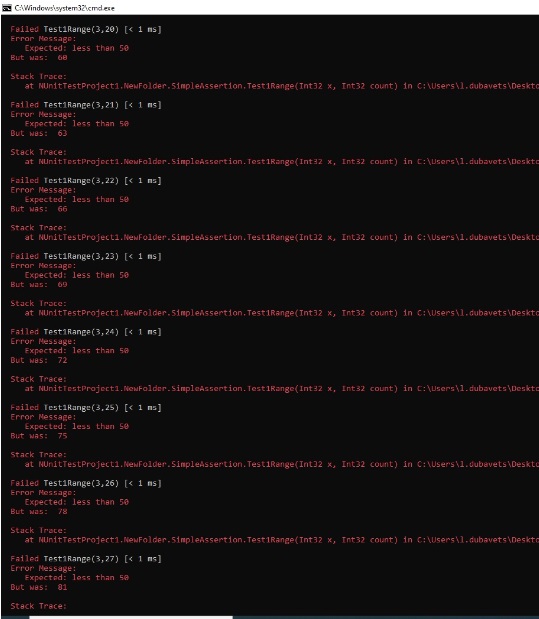 C:\Windows\system32\cmd.exe
Failed Test1Range(3,20) [< 1 ms]
Error Message:
Expected: less than 50
But was: 60
Stack Trace:
at NUnitTestProject1.NewFolder.SimpleAssertion.Test1Range(Int32 x, Int32 count) in C:\Users\l.dubavets\Deskto
Failed Test1Range(3,21) [< 1 ms]
Error Message:
Expected: less than 50
But was: 63
Stack Trace:
at NUnitTestProject1.NewFolder.SimpleAssertion.Test1Range(Int32 x, Int32 count) in C:\Users\l.dubavets\Deskto
Failed Test1Range(3,22) [< 1 ms]
Error Message:
Expected: less than 50
But was: 66
Stack Trace:
at NUnitTestProject1.NewFolder.SimpleAssertion.Test1Range(Int32 x, Int32 count) in C:\Users\l.dubavets\Deskto
Failed Test1Range(3,23) [< 1 ms]
Error Message:
Expected: less than 50
But was: 69
Stack Trace:
at NUnitTestProject1.NewFolder.SimpleAssertion.Test1Range(Int32 x, Int32 count) in C:\Users\l.dubavets\Deskto
Failed Test1Range(3,24) [< 1 ms]
Error Message:
Expected: less than 50
But was: 72
Stack Trace:
at NUnitTestProject1.NewFolder.SimpleAssertion.Test1Range(Int32 x, Int32 count) in C:\Users\l.dubavets\Deskto
Failed Test1Range(3,25) [< 1 ms]
Error Message:
Expected: less than 50
But was: 75
Stack Trace:
at NUnitTestProject1.NewFolder.SimpleAssertion.Test1Range(Int32 x, Int32 count) in C:\Users\l.dubavets\Deskto
Failed Test1Range(3,26) [< 1 ms]
Error Message:
Expected: less than 50
But was: 78
Stack Trace:
at NUnitTestProject1.NewFolder.SimpleAssertion.Test1Range(Int32 x, Int32 count) in C:\Users\l.dubavets\Deskto
Failed Test1Range(3,27) [< 1 ms]
Error Message:
Expected: less than 50
But was: 81
Stack Trace: